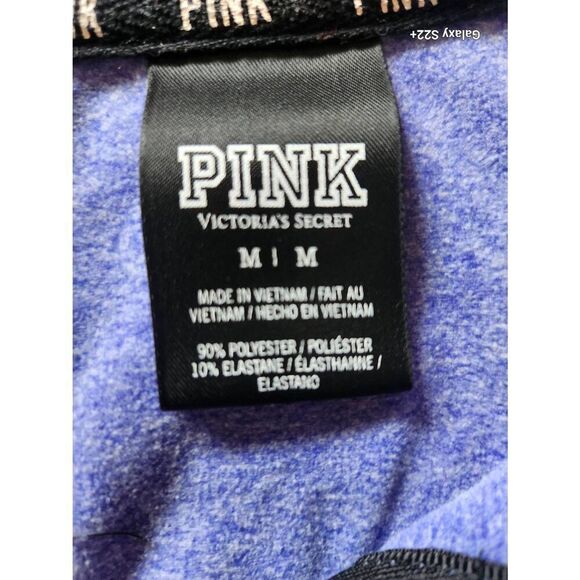 PINK PINK
Galaxy S22+
PINK
VICTORIA'S SECRET
M | M
MADE IN VIETNAM / FAIT AU
VIETNAM / HECHO EN VIETNAM
90% POLYESTER / POLIÉSTER
10% ELASTANE / ÉLASTHANNE /
ELASTANO